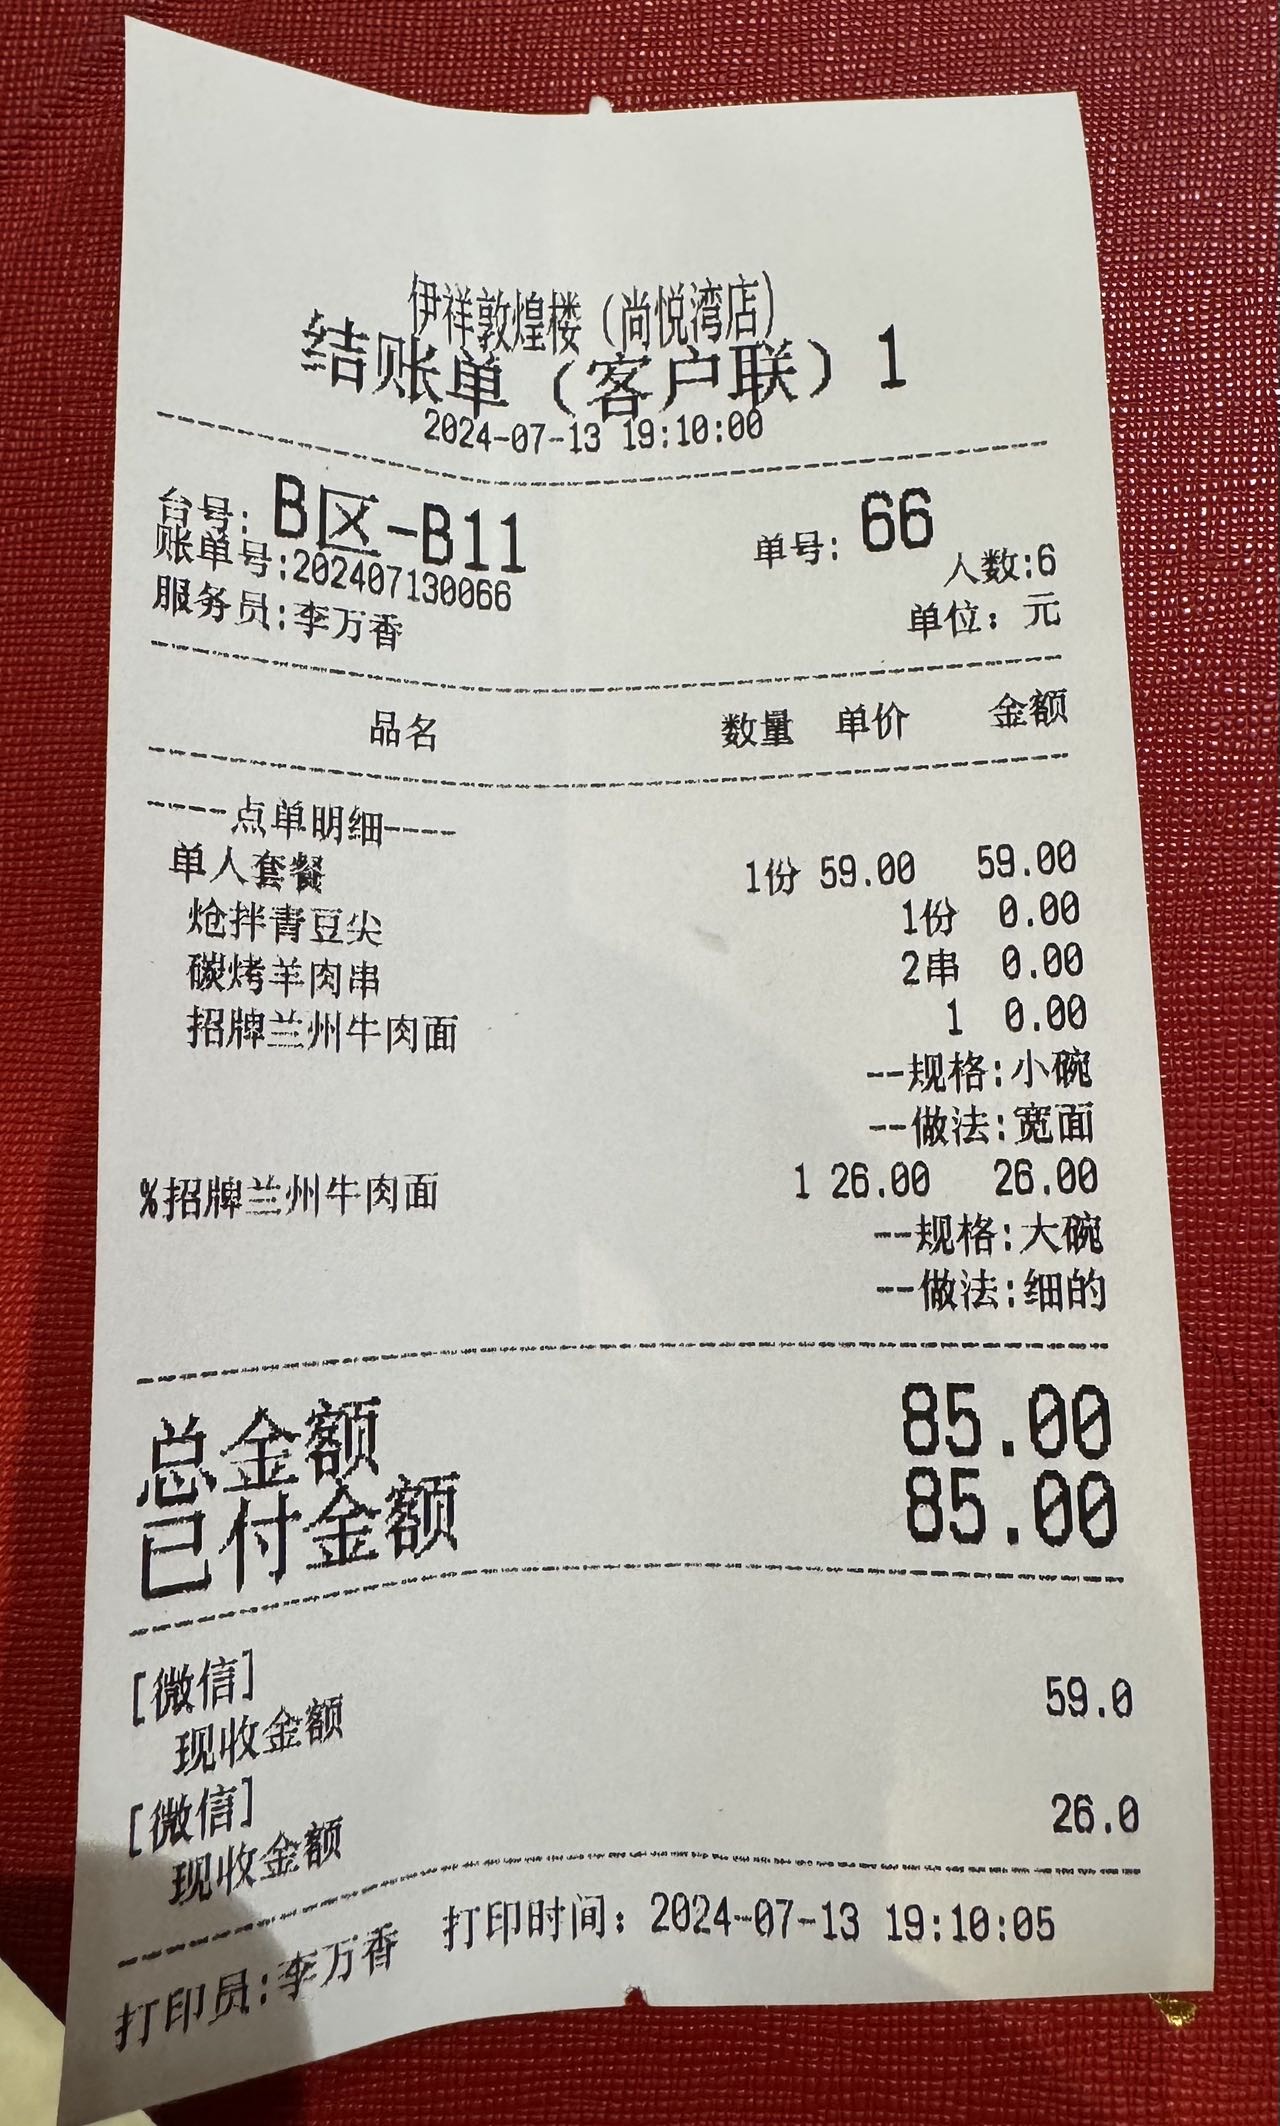 伊祥敦煌楼（尚悦湾店）
结账单（客户联）1
2024-07-13 19:10:00
台号：B区-B11 单号：66
账单号:202407130066 人数:6
服务员:李万香 单位：元
品名 数量 单价 金额
----点单明细----
单人套餐 1份 59.00 59.00
炝拌青豆尖 1份 0.00
碳烤羊肉串 2串 0.00
招牌兰州牛肉面 1 0.00
--规格:小碗
--做法:宽面
%招牌兰州牛肉面 1 26.00 26.00
--规格:大碗
--做法:细的
总金额 85.00
已付金额 85.00
[微信]
现收金额 59.0
[微信]
现收金额 26.0
打印员:李万香 打印时间：2024-07-13 19:10:05